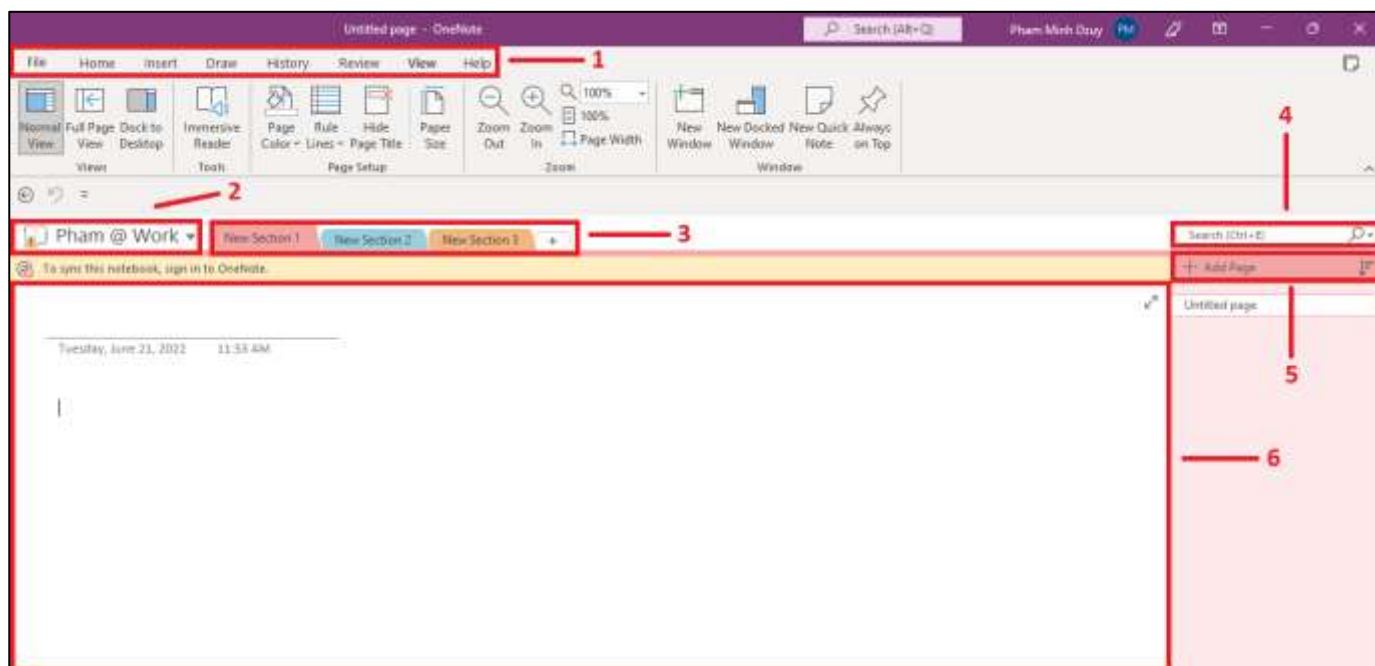 Untitled page - OneNote
Search (Alt+Q)
Pham Minh Dzuy PM
File Home Insert Draw History Review View Help
1
Normal View
Full Page View
Dock to Desktop
Immersive Reader
Page Color
Rule Lines
Hide Page Title
Paper Size
Zoom Out
Zoom In
100%
100%
Page Width
New Window
New Docked Window
New Quick Note
Always on Top
Views Tools Page Setup Zoom Window
4
2
Pham @ Work
New Section 1 New Section 2 New Section 3 +
3
Search (Ctrl+E)
To sync this notebook, sign in to OneNote.
+ Add Page
Untitled page
Tuesday, June 21, 2022 11:53 AM
5
6